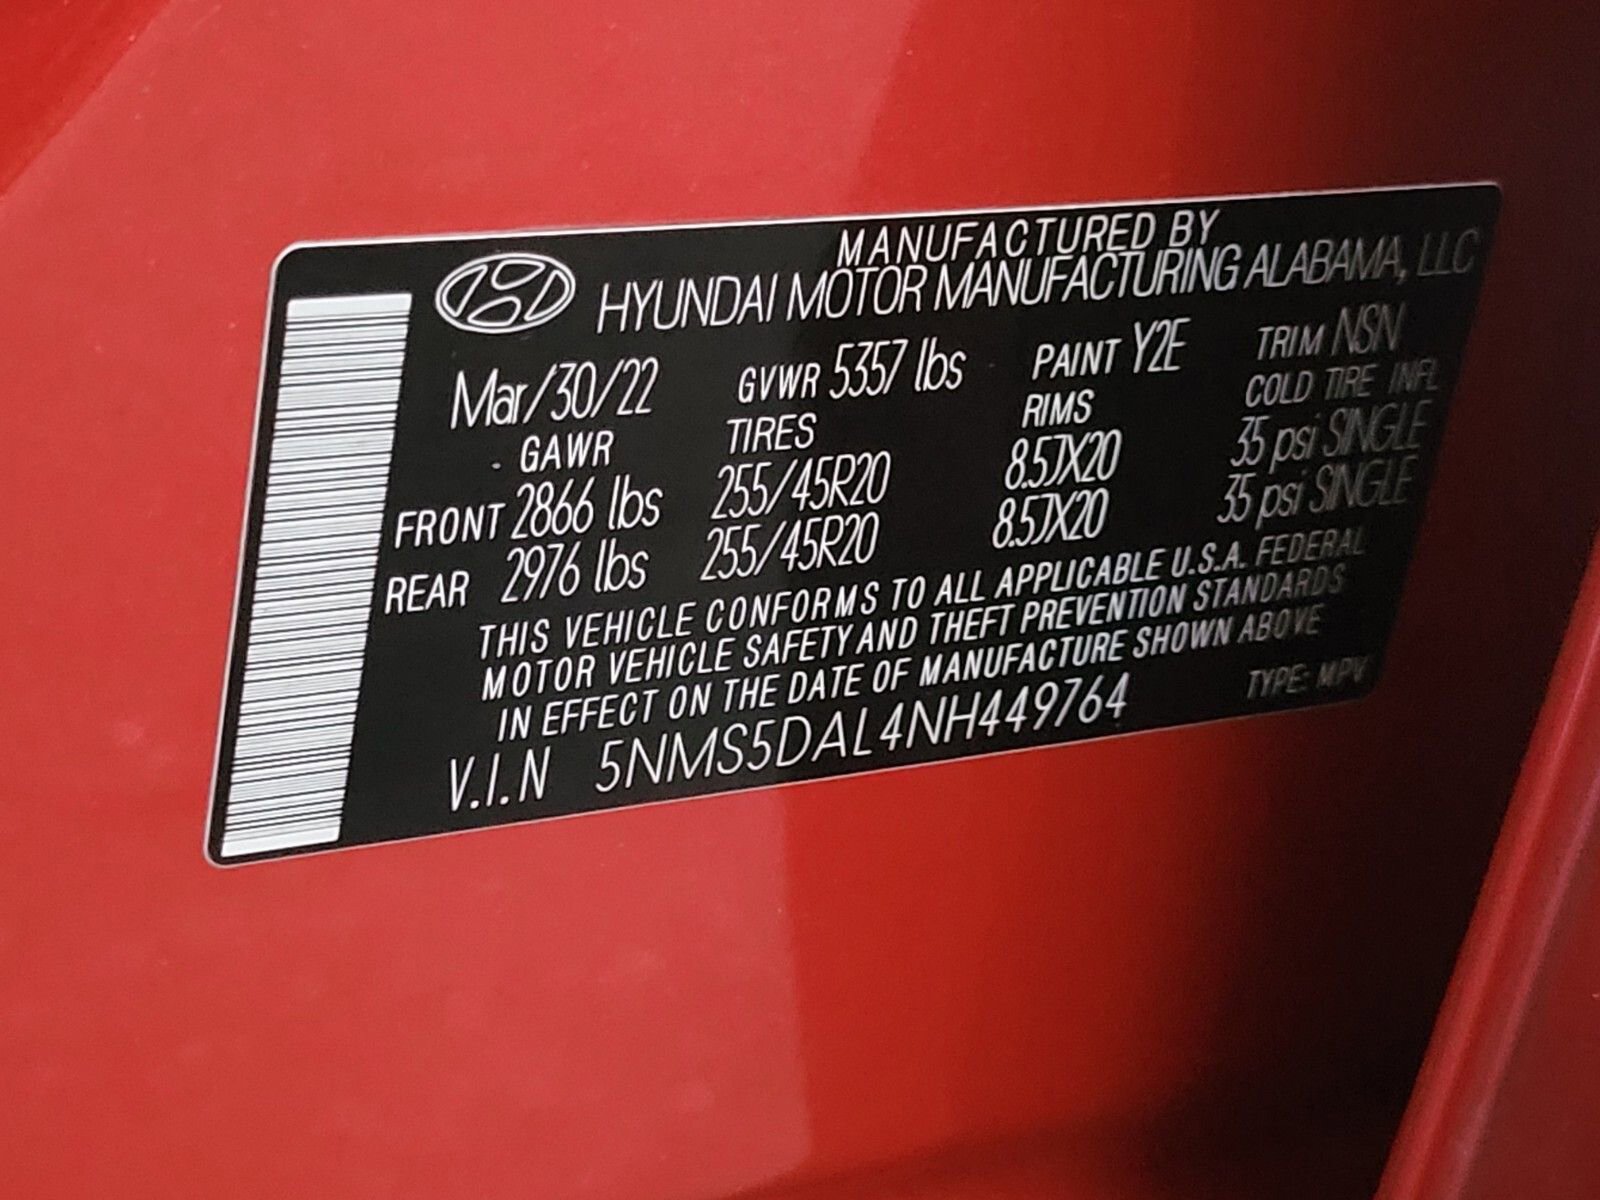 MANUFACTURED BY
HYUNDAI MOTOR MANUFACTURING ALABAMA, LLC
Mar/30/22 GVWR 5357 lbs PAINT Y2E TRIM NSN
GAWR TIRES RIMS COLD TIRE INFL
FRONT 2866 lbs 255/45R20 8.5JX20 35 psi SINGLE
REAR 2976 lbs 255/45R20 8.5JX20 35 psi SINGLE
THIS VEHICLE CONFORMS TO ALL APPLICABLE U.S.A. FEDERAL
MOTOR VEHICLE SAFETY AND THEFT PREVENTION STANDARDS
IN EFFECT ON THE DATE OF MANUFACTURE SHOWN ABOVE
V.I.N 5NMS5DAL4NH449764 TYPE: MPV